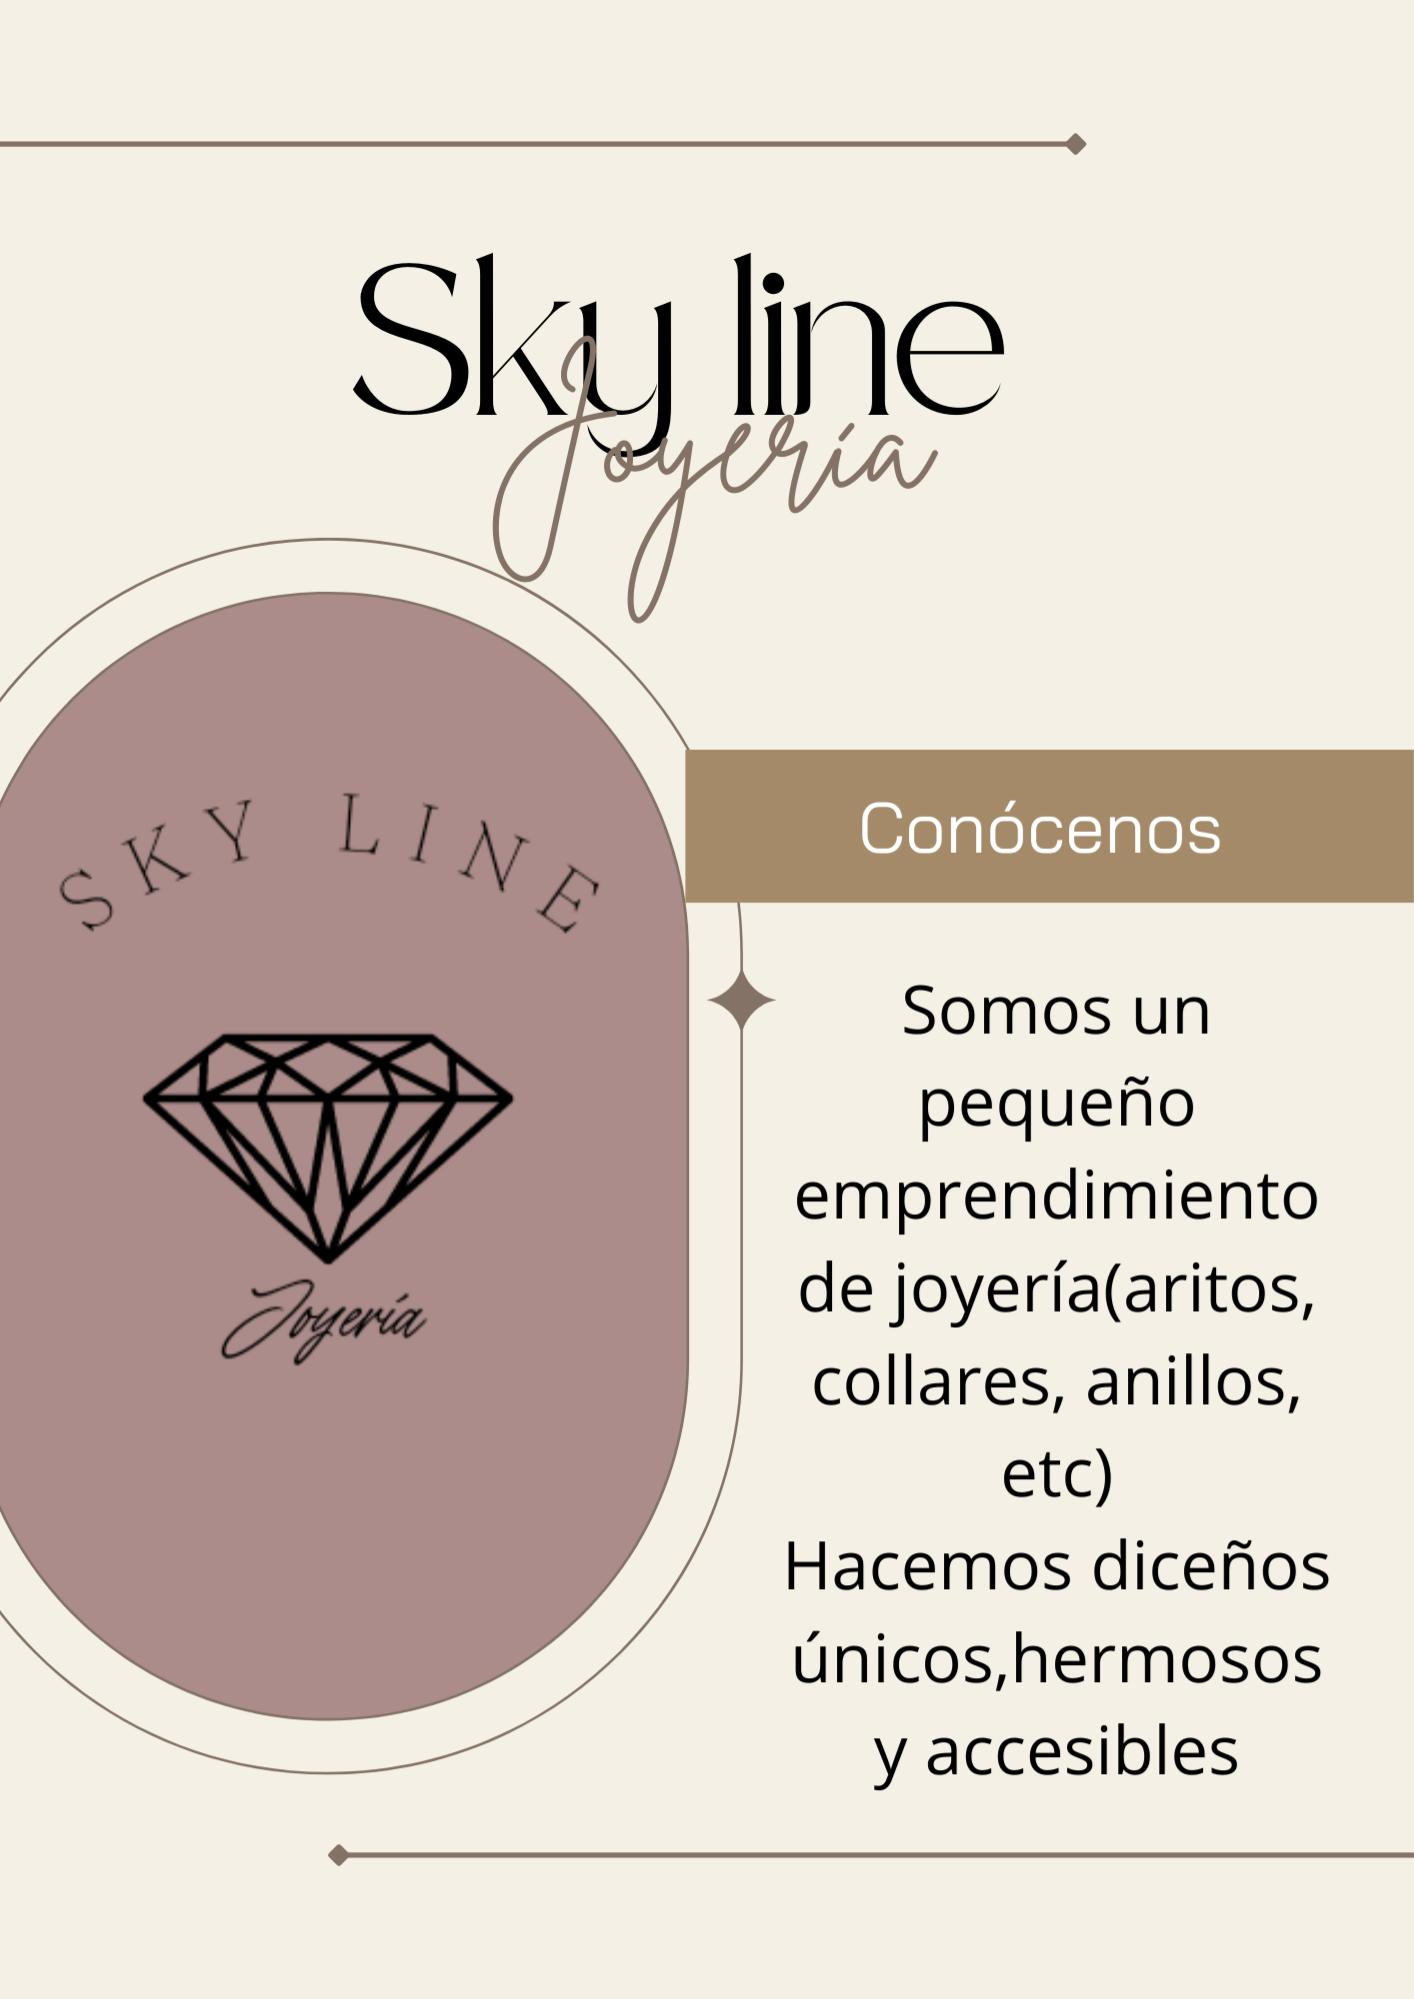 Sky line
Joyería
SKY LINE
Joyería
Conócenos
Somos un
pequeño
emprendimiento
de joyería(aritos,
collares, anillos,
etc)
Hacemos diceños
únicos,hermosos
y accesibles